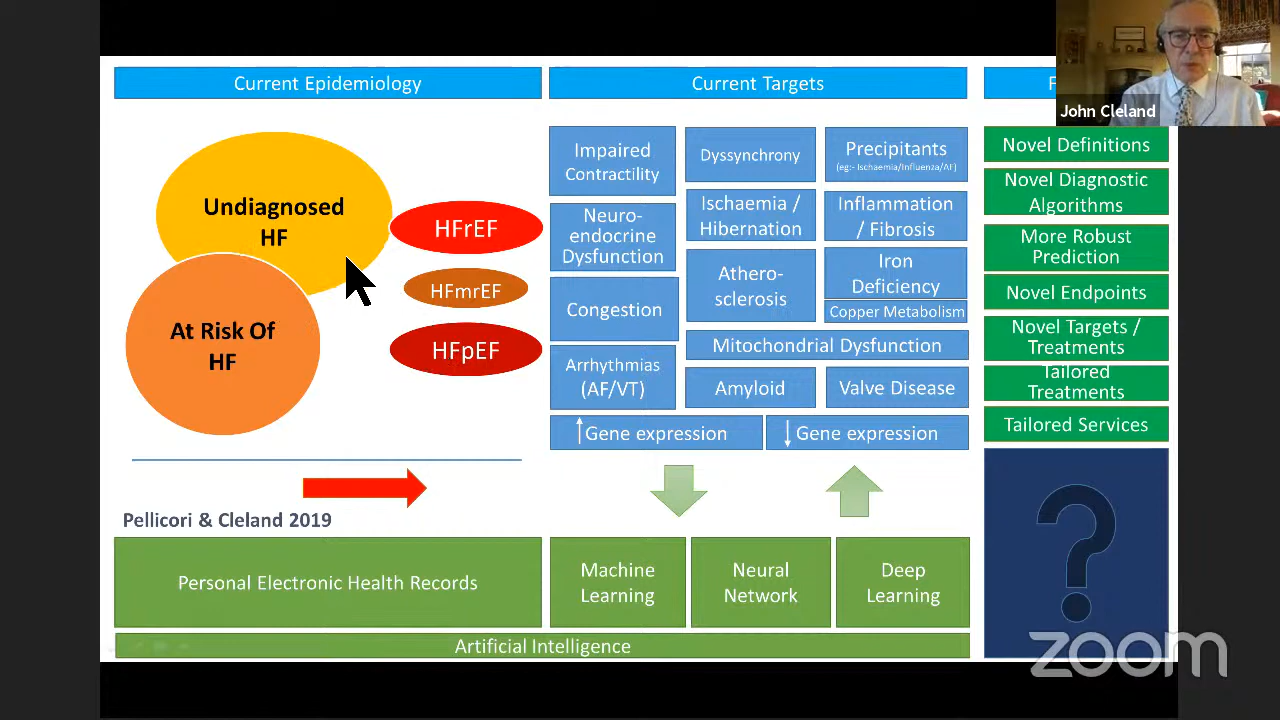 Current Epidemiology
Current Targets
F
John Cleland
Undiagnosed
HF
At Risk Of
HF
HFrEF
HFmrEF
HFpEF
Impaired
Contractility
Dyssynchrony
Precipitants
(eg:- Ischaemia/Influenza/AF)
Neuro-
endocrine
Dysfunction
Ischaemia /
Hibernation
Inflammation
/ Fibrosis
Congestion
Athero-
sclerosis
Iron
Deficiency
Copper Metabolism
Mitochondrial Dysfunction
Arrhythmias
(AF/VT)
Amyloid
Valve Disease
↑Gene expression
↓Gene expression
Novel Definitions
Novel Diagnostic
Algorithms
More Robust
Prediction
Novel Endpoints
Novel Targets /
Treatments
Tailored
Treatments
Tailored Services
?
Pellicori & Cleland 2019
Personal Electronic Health Records
Machine
Learning
Neural
Network
Deep
Learning
Artificial Intelligence
zoom